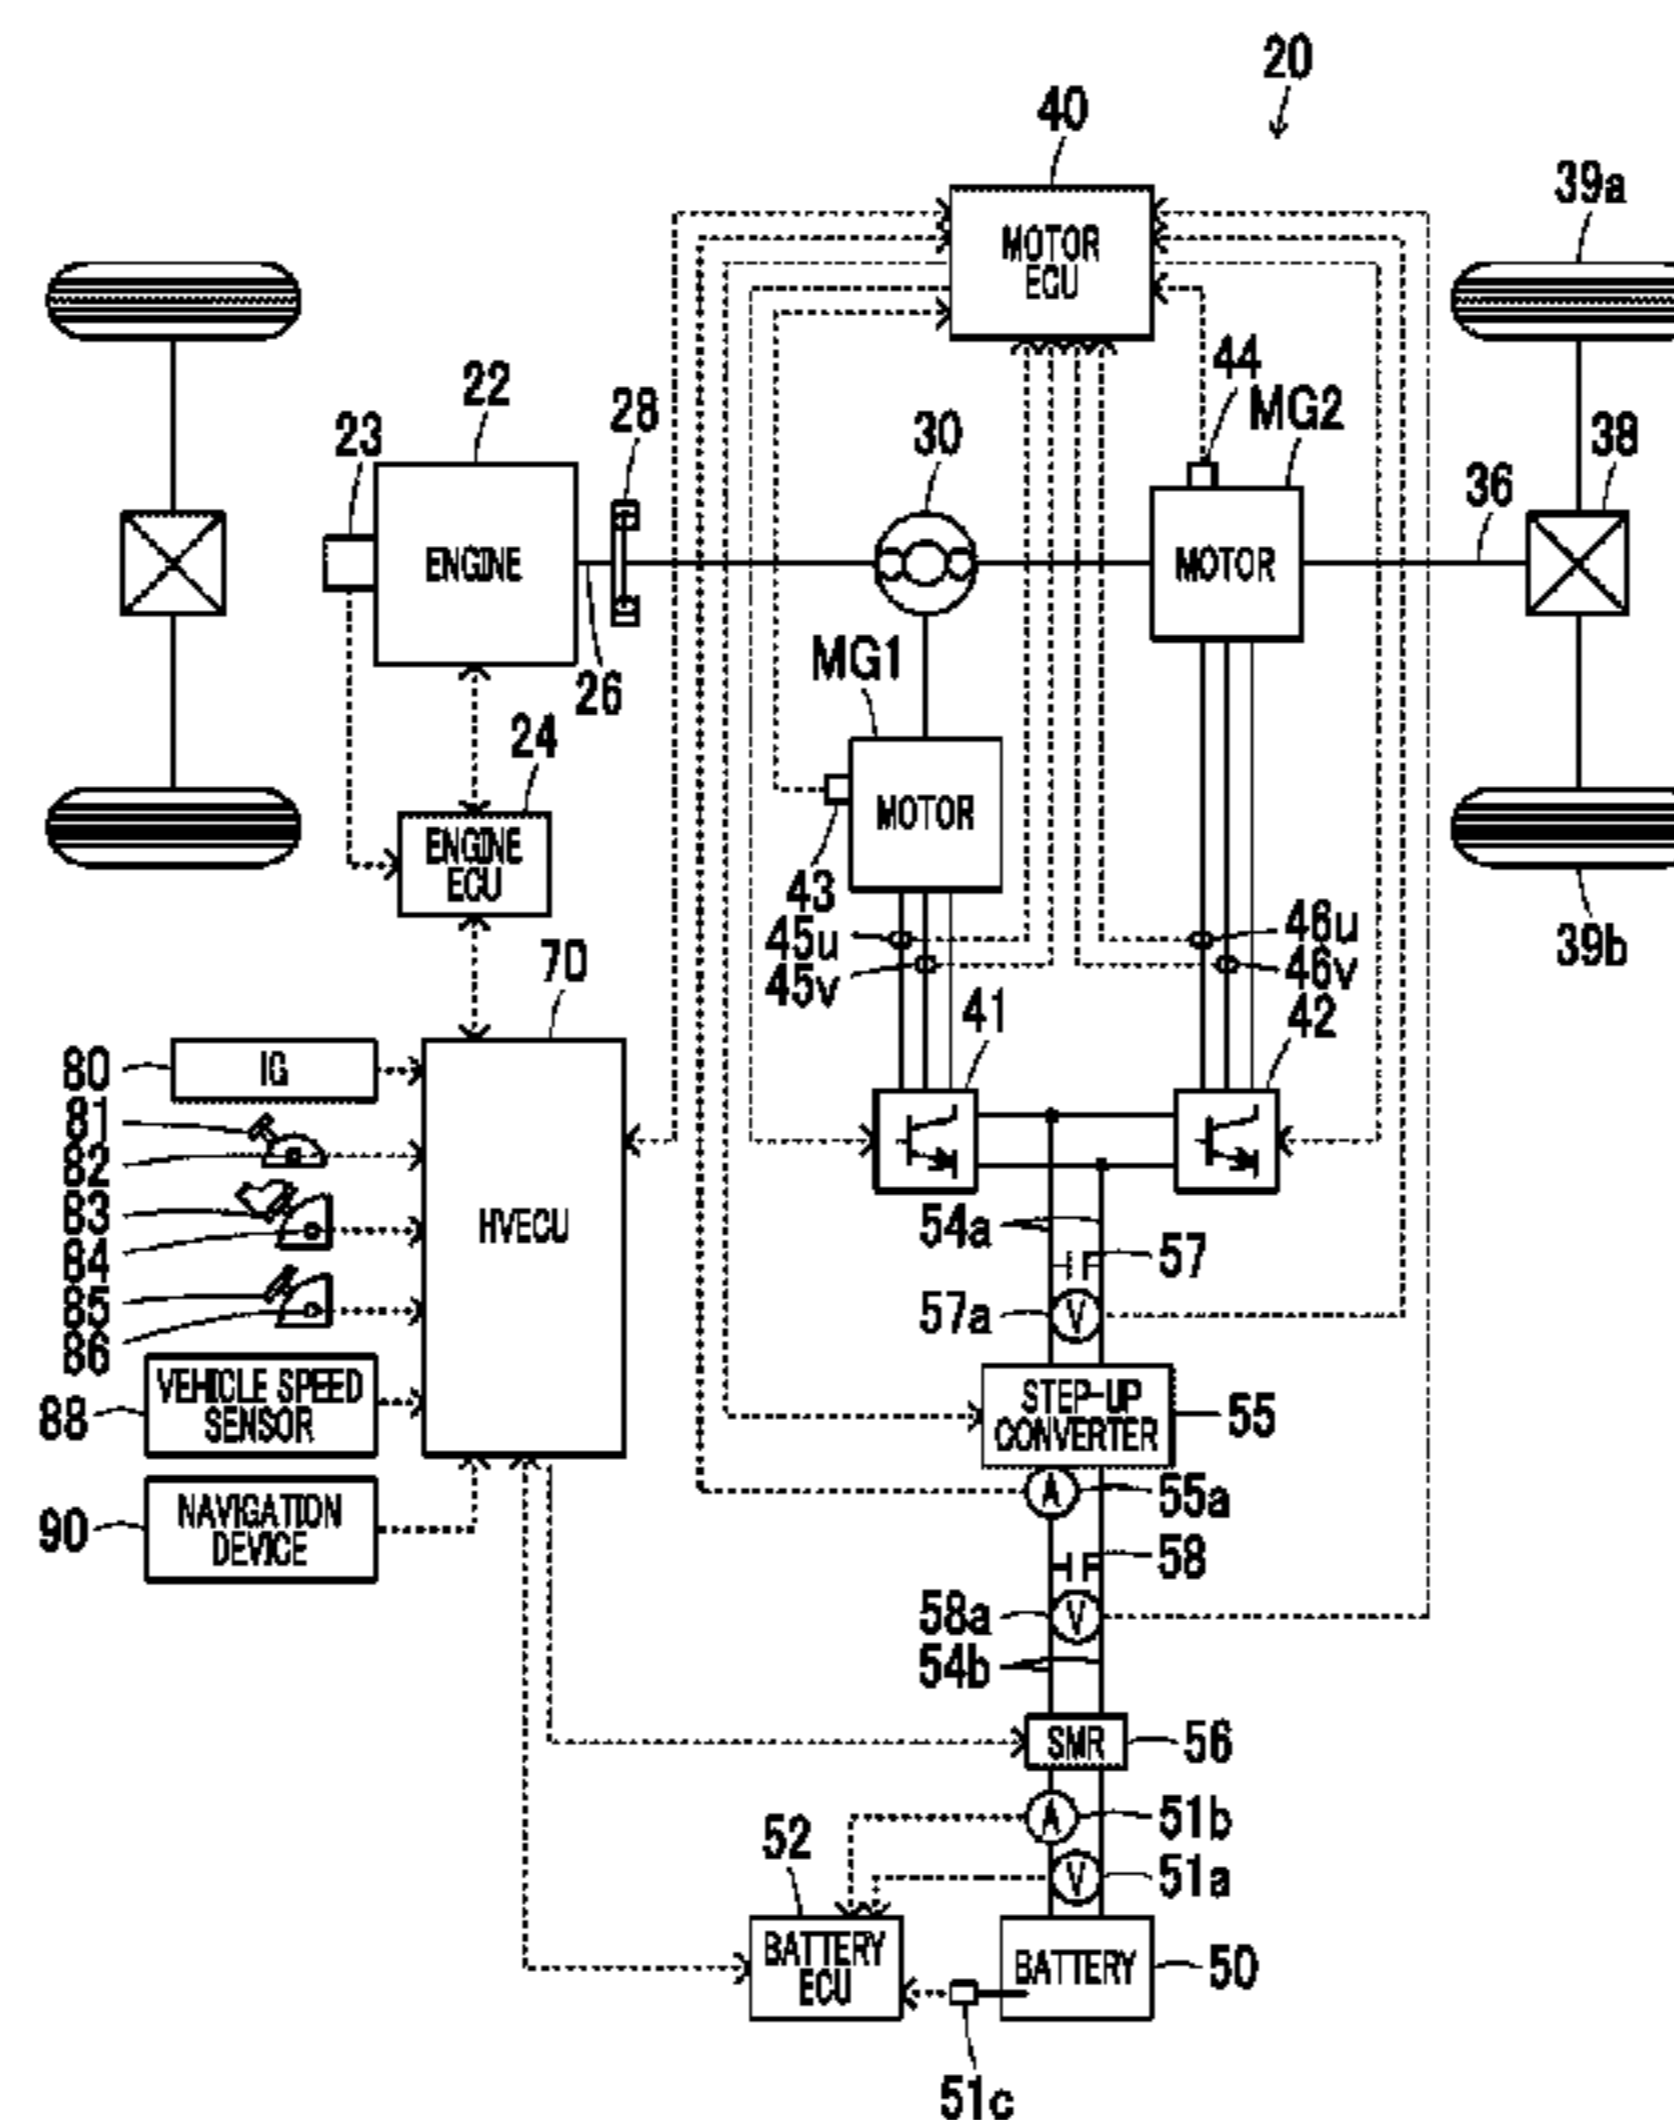 20
40
39a
MOTOR
ECU
22
28
44
MG2
23
30
38
36
ENGINE
MOTOR
MG1
26
24
MOTOR
ENGINE
ECU
43
45u
46u
39b
45v
46v
70
41
42
80
IG
81
82
83
HVECU
54a
84
57
85
57a
86
VEHICLE SPEED
SENSOR
88
STEP-UP
CONVERTER
55
55a
NAVIGATION
DEVICE
90
58
58a
54b
SMR
56
A
51b
52
V
51a
BATTERY
ECU
BATTERY
50
51c
V
A
V